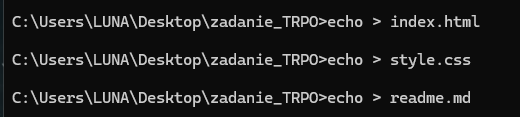 C:\Users\LUNA\Desktop\zadanie_TRPO>echo > index.html
C:\Users\LUNA\Desktop\zadanie_TRPO>echo > style.css
C:\Users\LUNA\Desktop\zadanie_TRPO>echo > readme.md